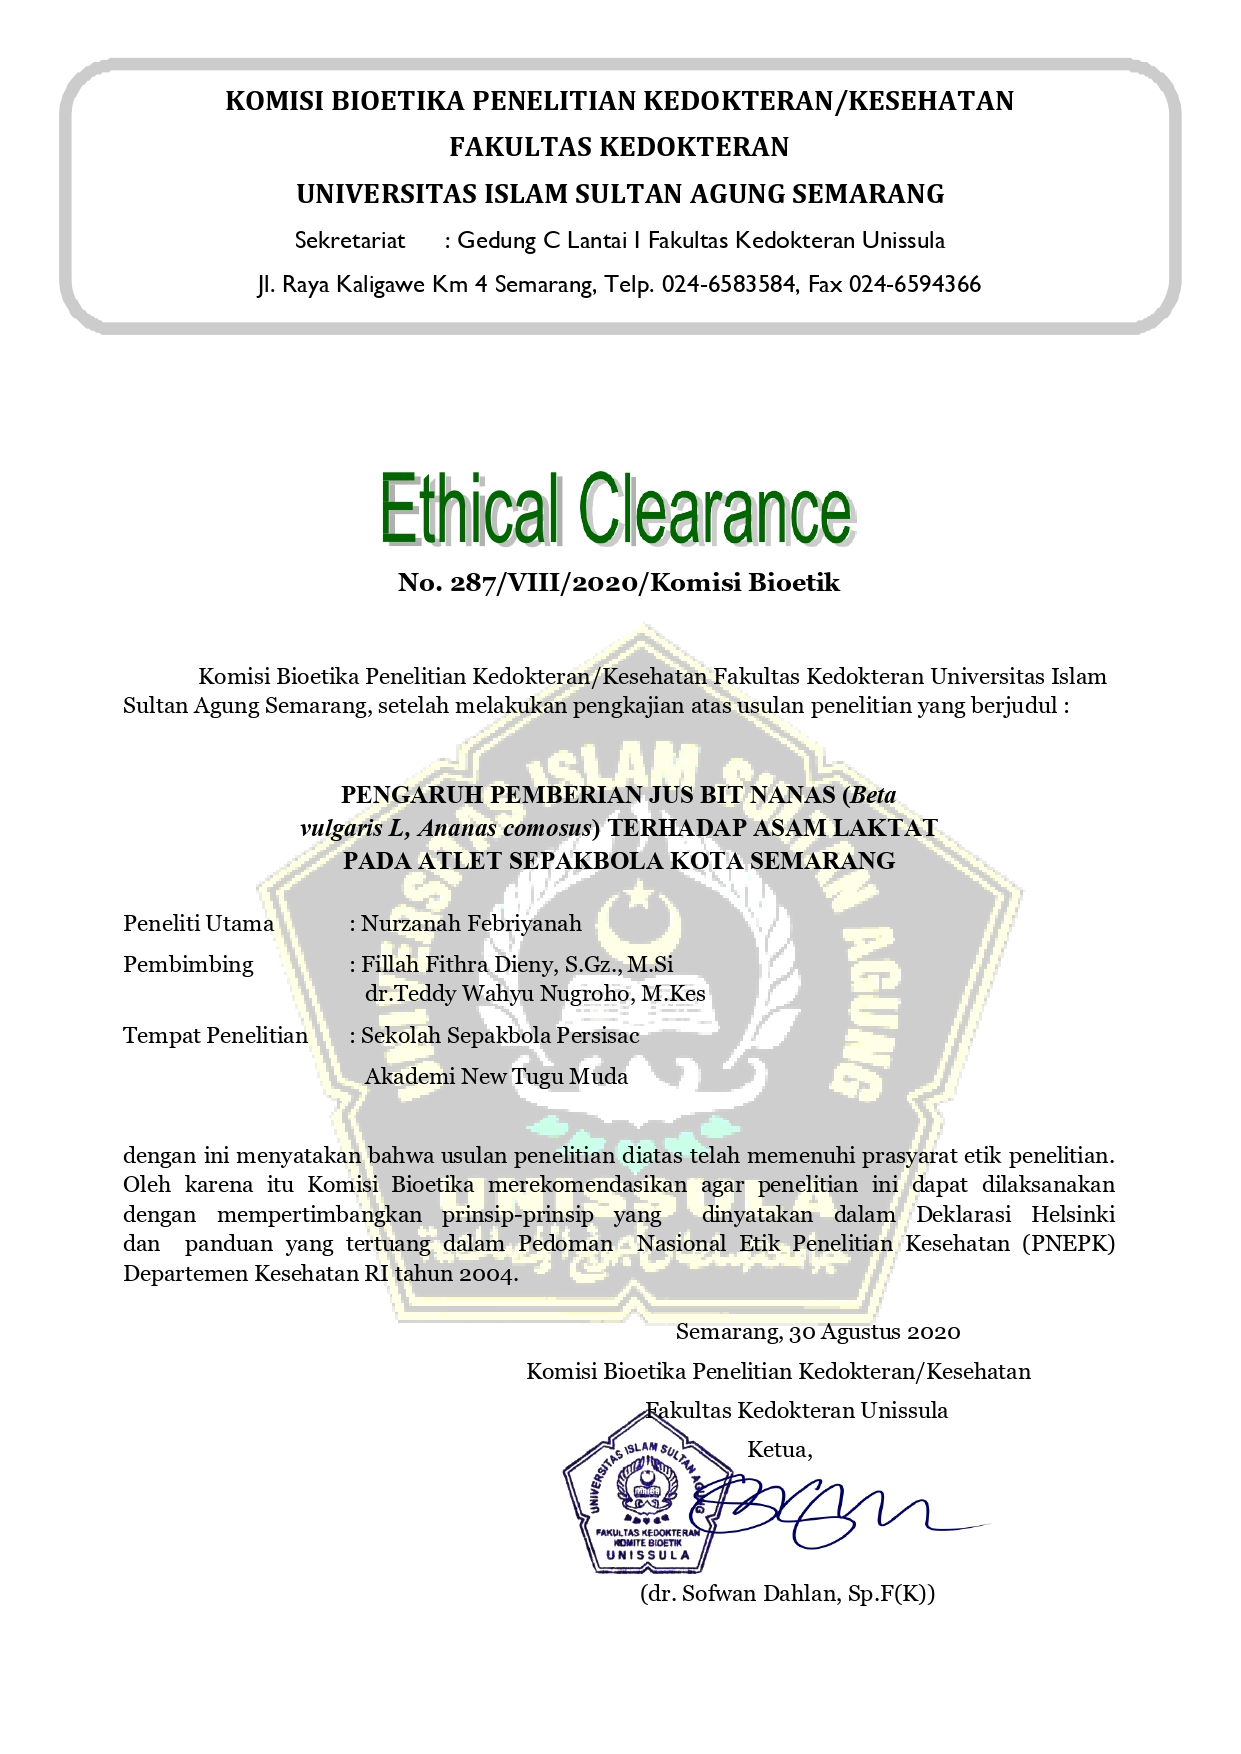 KOMISI BIOETIKA PENELITIAN KEDOKTERAN/KESEHATAN
FAKULTAS KEDOKTERAN
UNIVERSITAS ISLAM SULTAN AGUNG SEMARANG
Sekretariat : Gedung C Lantai I Fakultas Kedokteran Unissula
Jl. Raya Kaligawe Km 4 Semarang, Telp. 024-6583584, Fax 024-6594366
Ethical Clearance
No. 287/VIII/2020/Komisi Bioetik
Komisi Bioetika Penelitian Kedokteran/Kesehatan Fakultas Kedokteran Universitas Islam
Sultan Agung Semarang, setelah melakukan pengkajian atas usulan penelitian yang berjudul :
PENGARUH PEMBERIAN JUS BIT NANAS (Beta
vulgaris L, Ananas comosus) TERHADAP ASAM LAKTAT
PADA ATLET SEPAKBOLA KOTA SEMARANG
Peneliti Utama : Nurzanah Febriyanah
Pembimbing : Fillah Fithra Dieny, S.Gz., M.Si
dr.Teddy Wahyu Nugroho, M.Kes
Tempat Penelitian : Sekolah Sepakbola Persisac
Akademi New Tugu Muda
dengan ini menyatakan bahwa usulan penelitian diatas telah memenuhi prasyarat etik penelitian.
Oleh karena itu Komisi Bioetika merekomendasikan agar penelitian ini dapat dilaksanakan
dengan mempertimbangkan prinsip-prinsip yang dinyatakan dalam Deklarasi Helsinki
dan panduan yang tertuang dalam Pedoman Nasional Etik Penelitian Kesehatan (PNEPK)
Departemen Kesehatan RI tahun 2004.
UNIVERSITAS ISLAM SULTAN AGUNG
UNISSULA
Semarang, 30 Agustus 2020
Komisi Bioetika Penelitian Kedokteran/Kesehatan
Fakultas Kedokteran Unissula
Ketua,
UNIVERSITAS ISLAM SULTAN AGUNG
FAKULTAS KEDOKTERAN
KOMITE BIOETIK
UNISSULA
(dr. Sofwan Dahlan, Sp.F(K))